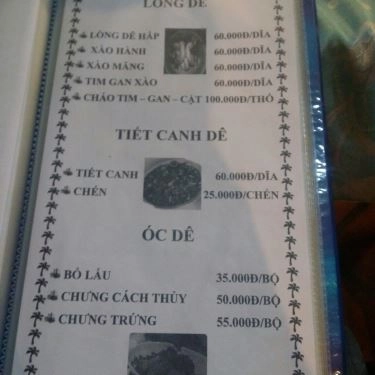 LÒNG DÊ
LÒNG DÊ HẤP 60.000Đ/DĨA
XÀO HÀNH 60.000Đ/DĨA
XÀO MĂNG 60.000Đ/DĨA
TIM GAN XÀO 60.000Đ/DĨA
CHÁO TIM – GAN – CẬT 100.000Đ/THỐ
TIẾT CANH DÊ
TIẾT CANH 60.000Đ/DĨA
CHÉN 25.000Đ/CHÉN
ÓC DÊ
BỎ LẨU 35.000Đ/BỘ
CHƯNG CÁCH THỦY 50.000Đ/BỘ
CHƯNG TRỨNG 55.000Đ/BỘ